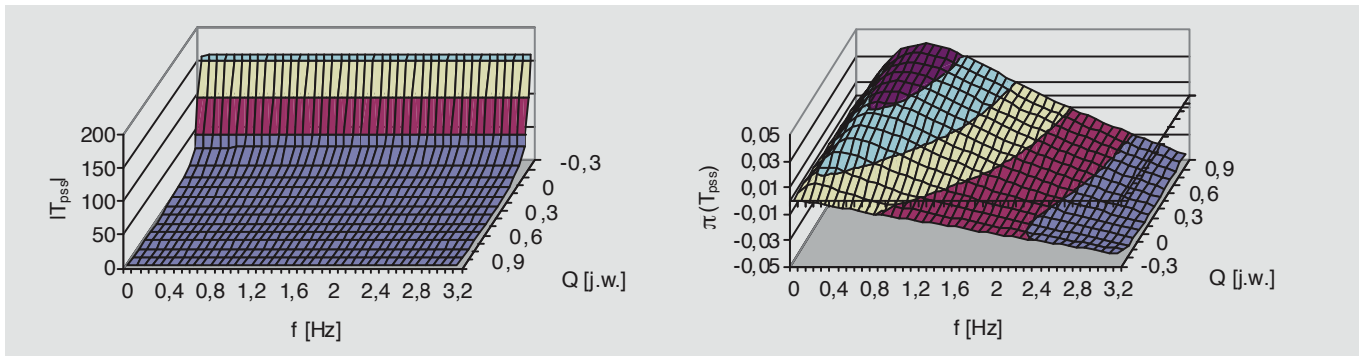 200
150
100
50
0
|Tpss|
0 0,4 0,8 1,2 1,6 2 2,4 2,8 3,2
f [Hz]
-0,3
0
0,3
0,6
0,9
Q [j.w.]
0,05
0,03
0,01
-0,01
-0,03
-0,05
π (Tpss)
0 0,4 0,8 1,2 1,6 2 2,4 2,8 3,2
f [Hz]
0,9
0,6
0,3
0
-0,3
Q [j.w.]